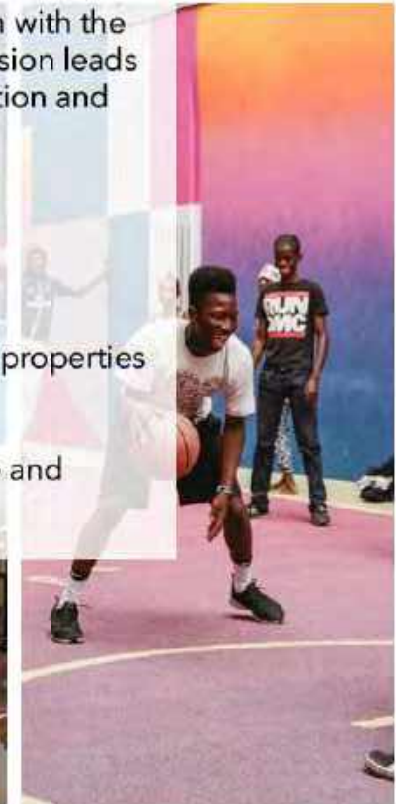 n with the
sion leads
tion and
properties
and
RUN
DMC